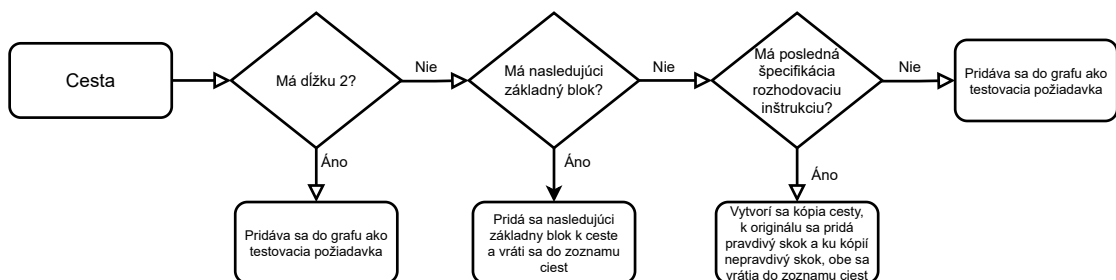 Cesta
Má dĺžku 2?
Nie
Má nasledujúci
základný blok?
Nie
Má posledná
špecifikácia
rozhodovaciu
inštrukciu?
Nie
Pridáva sa do grafu ako
testovacia požiadavka
Áno
Áno
Áno
Pridáva sa do grafu ako
testovacia požiadavka
Pridá sa nasledujúci
základny blok k ceste
a vráti sa do zoznamu
ciest
Vytvorí sa kópia cesty,
k originálu sa pridá
pravdivý skok a ku kópií
nepravdivý skok, obe sa
vrátia do zoznamu ciest